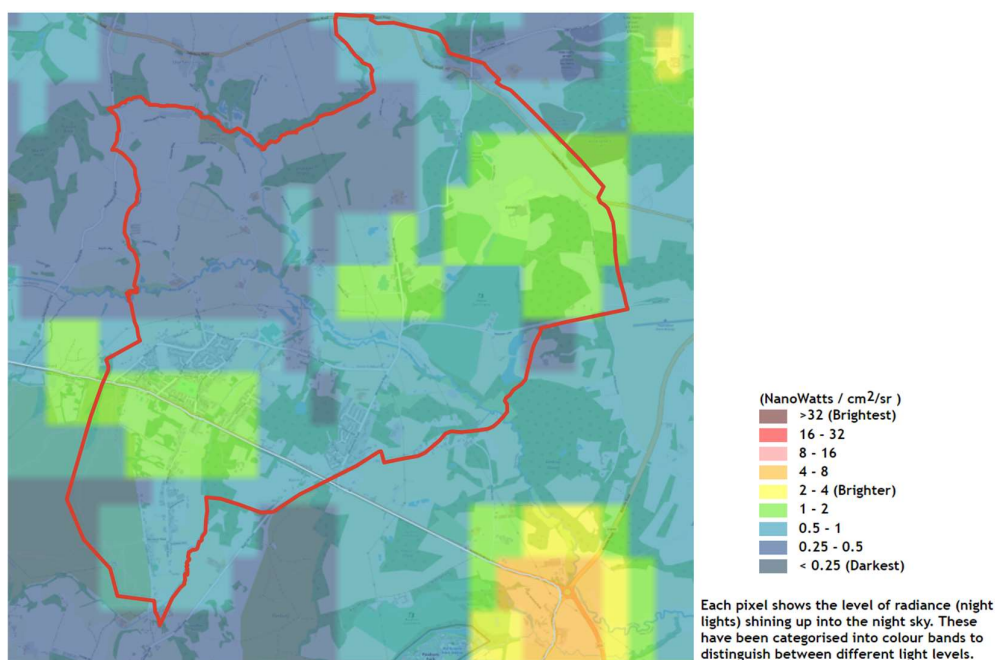 (NanoWatts / cm2/sr )
>32 (Brightest)
16 - 32
8 - 16
4 - 8
2 - 4 (Brighter)
1 - 2
0.5 - 1
0.25 - 0.5
< 0.25 (Darkest)
Each pixel shows the level of radiance (night
lights) shining up into the night sky. These
have been categorised into colour bands to
distinguish between different light levels.